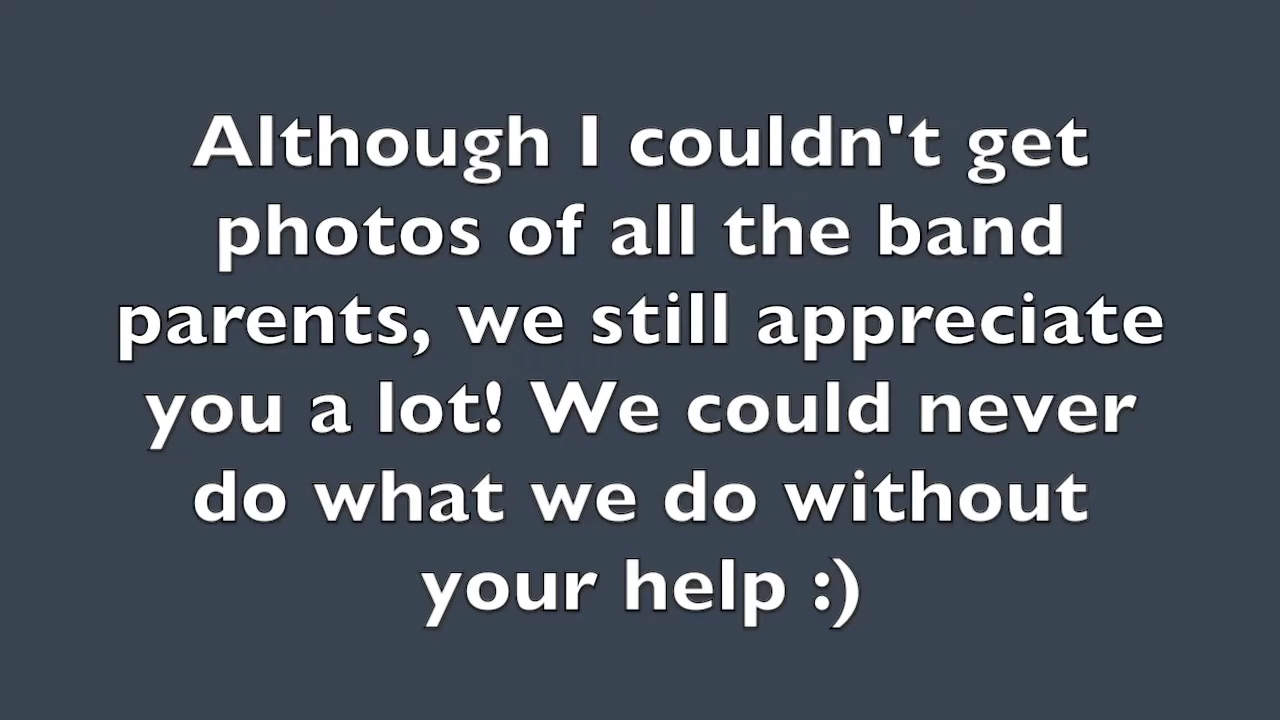 Although I couldn't get
photos of all the band
parents, we still appreciate
you a lot! We could never
do what we do without
your help :)